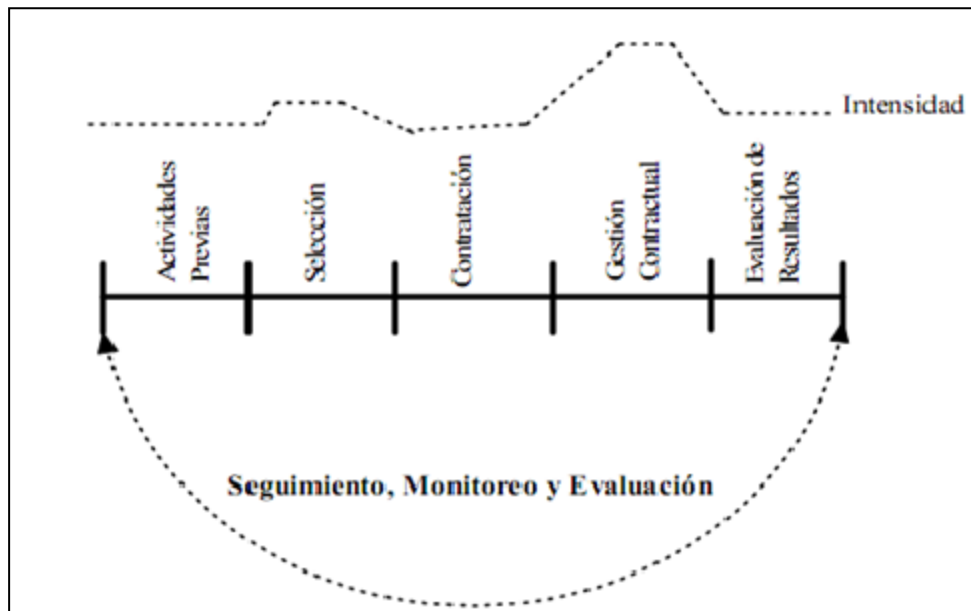 Intensidad
Actividades
Previas
Selección
Contratación
Gestión
Contractual
Evaluación de
Resultados
Seguimiento, Monitoreo y Evaluación